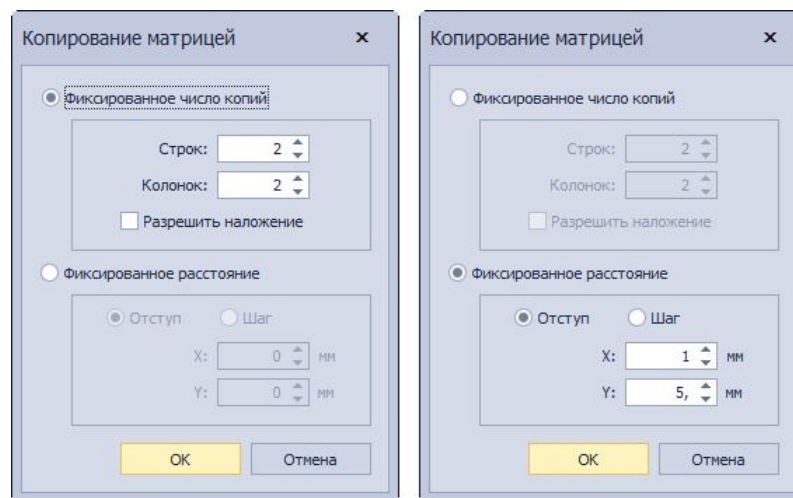 Копирование матрицей
Фиксированное число копий
Строк: 2
Колонок: 2
Разрешить наложение
Фиксированное расстояние
Отступ Шаг
X: 0 мм
Y: 0 мм
OK Отмена
Копирование матрицей
Фиксированное число копий
Строк: 2
Колонок: 2
Разрешить наложение
Фиксированное расстояние
Отступ Шаг
X: 1 мм
Y: 5, мм
OK Отмена